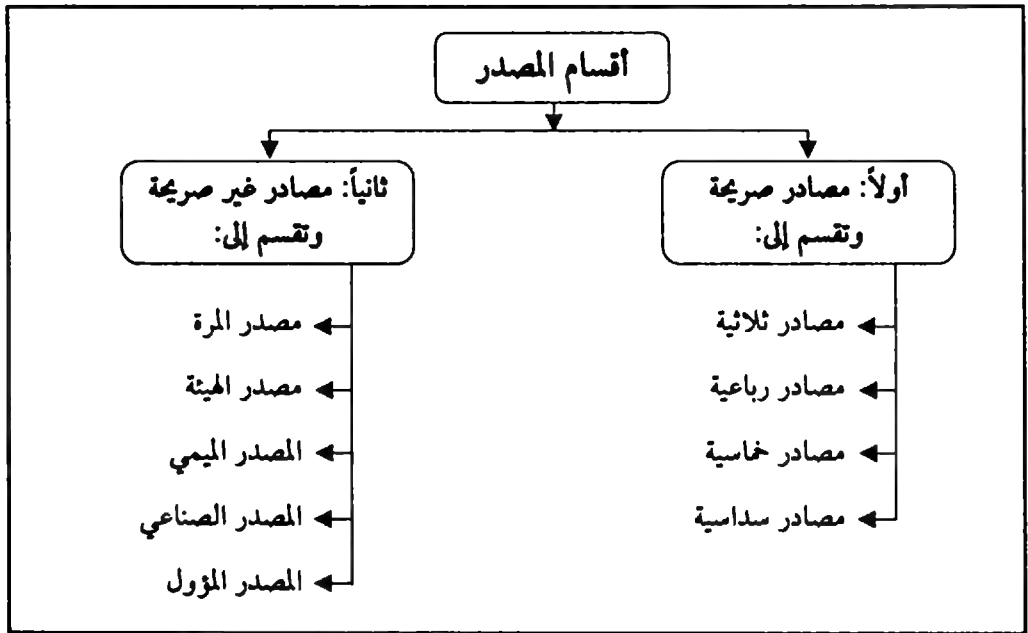 أقسام المصدر
أولاً: مصادر صريحة
وتقسم إلى:
مصادر ثلاثية
مصادر رباعية
مصادر خماسية
مصادر سداسية
ثانياً: مصادر غير صريحة
وتقسم إلى:
مصدر المرة
مصدر الهيئة
المصدر الميمي
المصدر الصناعي
المصدر المؤول